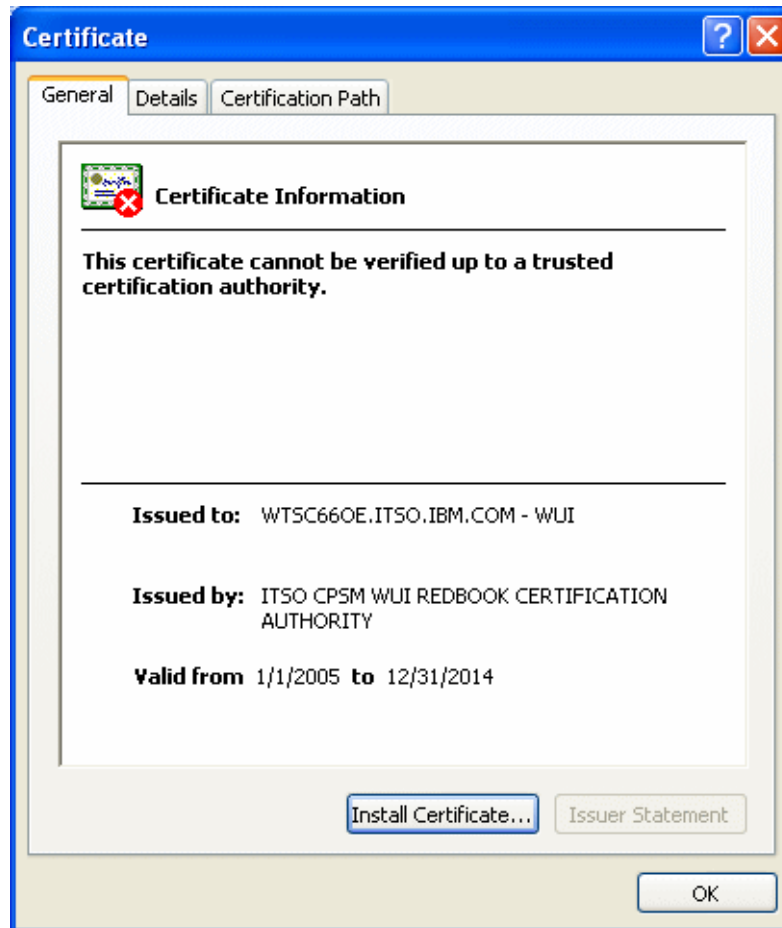 Certificate
General Details Certification Path
Certificate Information
This certificate cannot be verified up to a trusted
certification authority.
Issued to: WTSC66OE.ITSO.IBM.COM - WUI
Issued by: ITSO CPSM WUI REDBOOK CERTIFICATION
AUTHORITY
Valid from 1/1/2005 to 12/31/2014
Install Certificate... Issuer Statement
OK